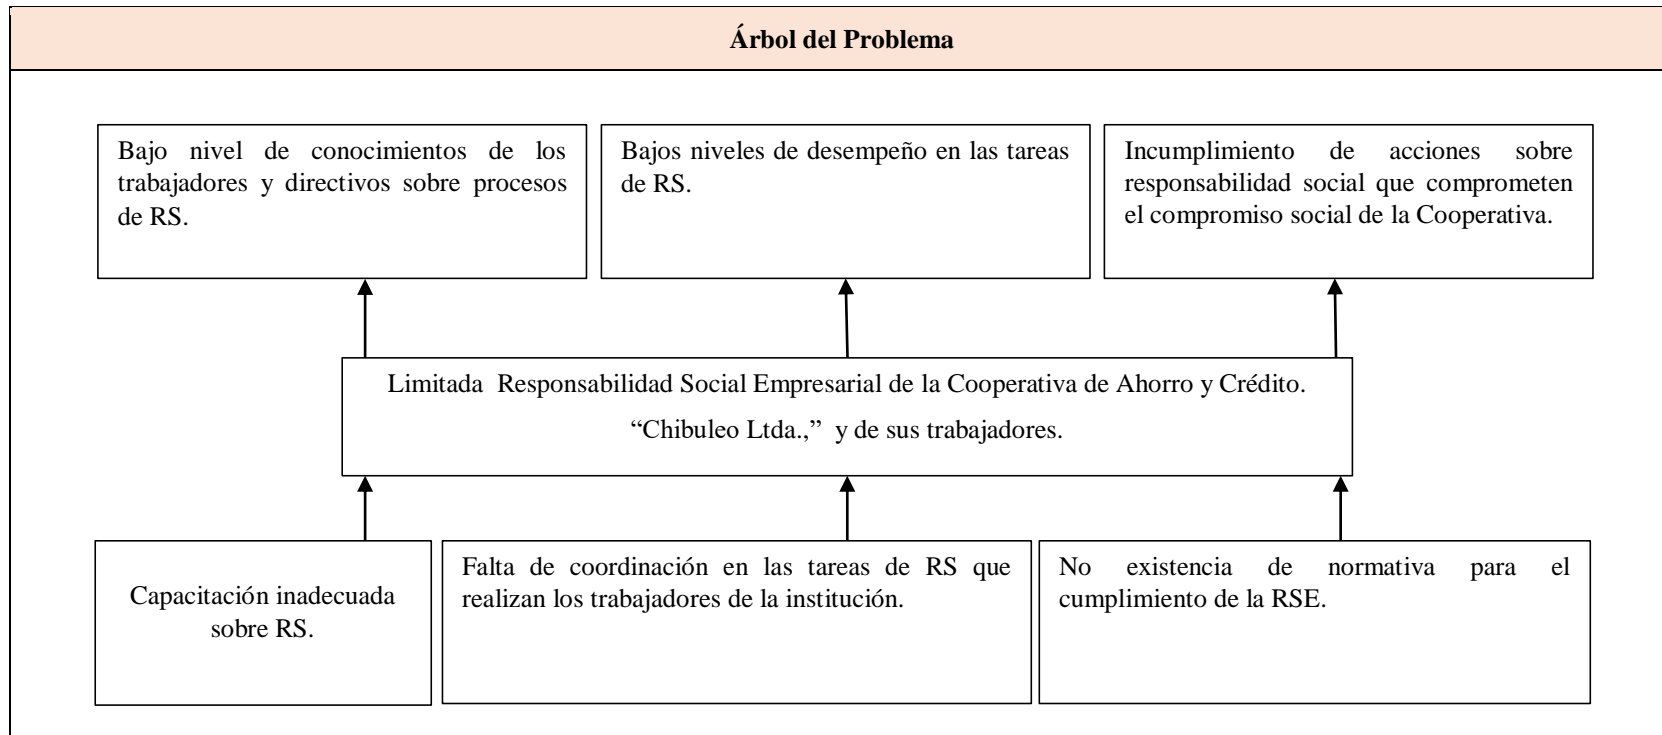 Árbol del Problema
Bajo nivel de conocimientos de los
trabajadores y directivos sobre procesos
de RS.
Bajos niveles de desempeño en las tareas
de RS.
Incumplimiento de acciones sobre
responsabilidad social que comprometen
el compromiso social de la Cooperativa.
Limitada Responsabilidad Social Empresarial de la Cooperativa de Ahorro y Crédito.
“Chibuleo Ltda.,” y de sus trabajadores.
Capacitación inadecuada
sobre RS.
Falta de coordinación en las tareas de RS que
realizan los trabajadores de la institución.
No existencia de normativa para el
cumplimiento de la RSE.